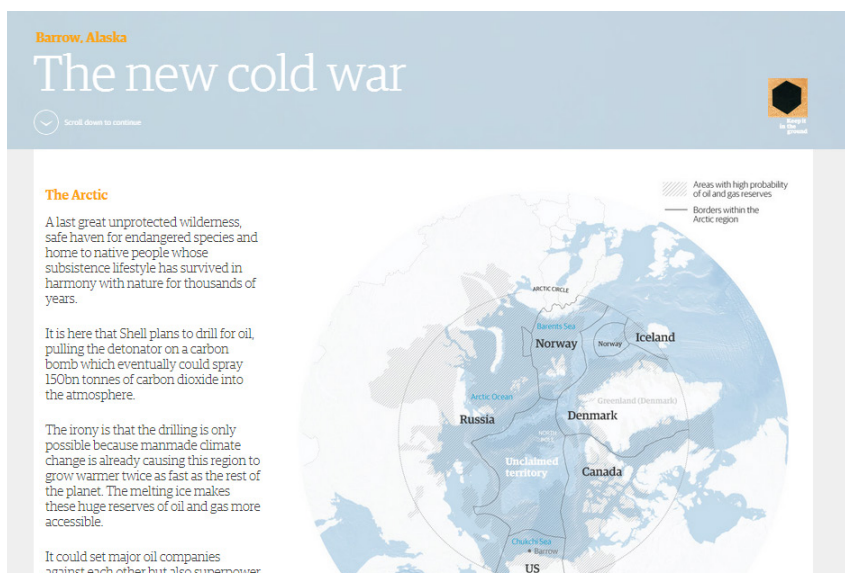 Barrow, Alaska
The new cold war
Scroll down to continue
Keep it
in the
ground
The Arctic
A last great unprotected wilderness,
safe haven for endangered species and
home to native people whose
subsistence lifestyle has survived in
harmony with nature for thousands of
years.
It is here that Shell plans to drill for oil,
pulling the detonator on a carbon
bomb which eventually could spray
150bn tonnes of carbon dioxide into
the atmosphere.
The irony is that the drilling is only
possible because manmade climate
change is already causing this region to
grow warmer twice as fast as the rest of
the planet. The melting ice makes
these huge reserves of oil and gas more
accessible.
It could set major oil companies
against each other but also superpower
Areas with high probability
of oil and gas reserves
Borders within the
Arctic region
ARCTIC CIRCLE
Barents Sea
Norway
Norway
Iceland
Arctic Ocean
Greenland (Denmark)
Russia
Denmark
NORTH
POLE
Unclaimed
territory
Canada
Chukchi Sea
Barrow
US